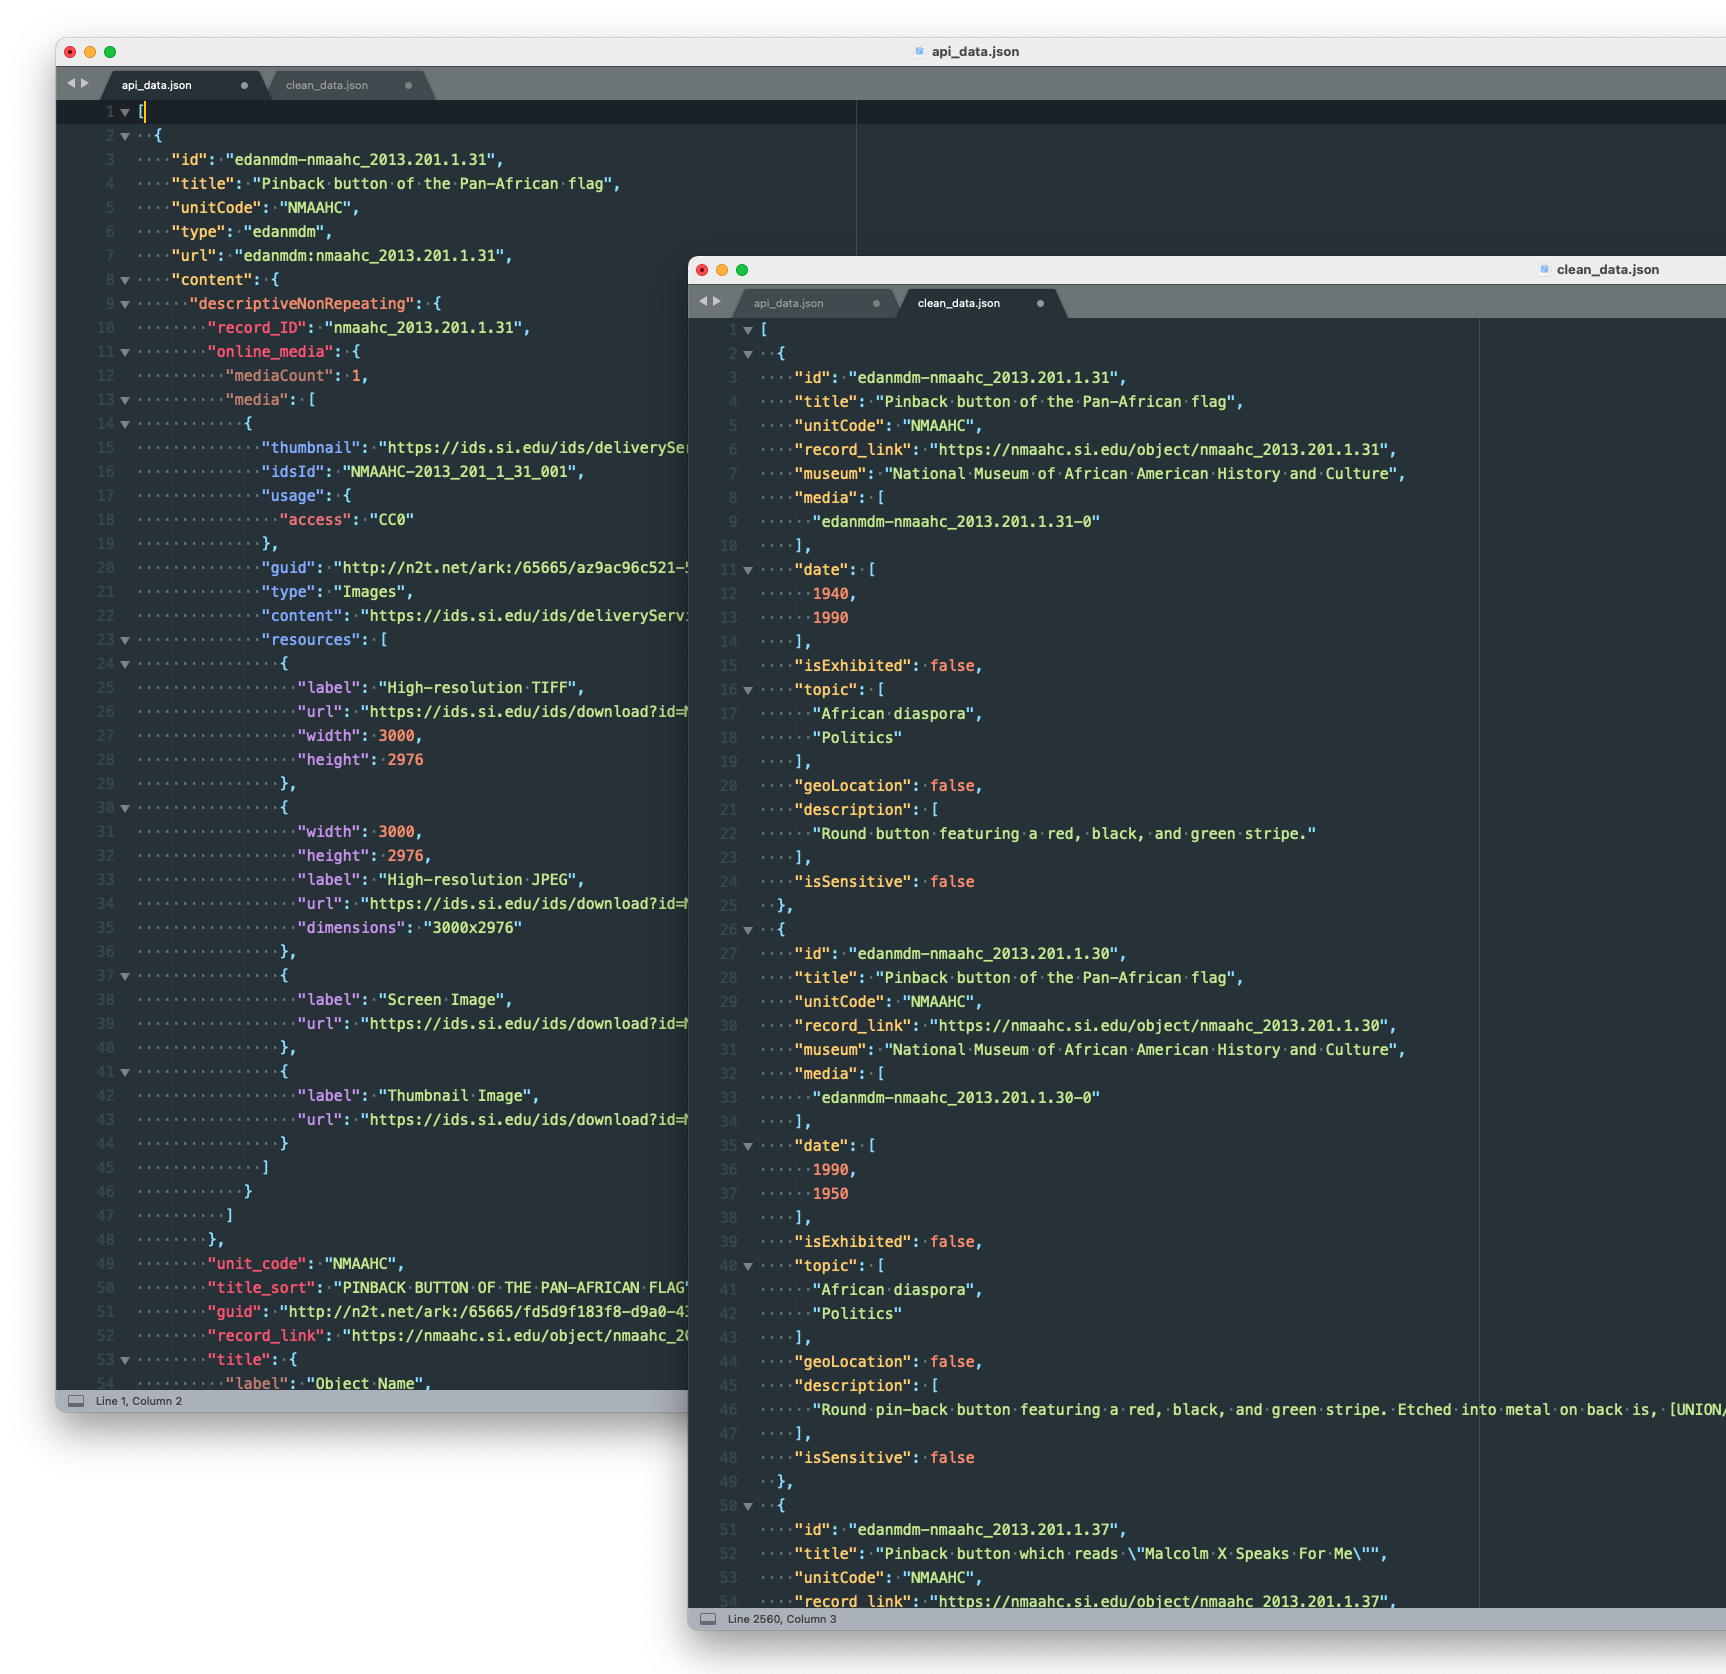 api_data.json
api_data.json
clean_data.json
1 [
2 {
3 "id": "edanmdm-nmaahc_2013.201.1.31",
4 "title": "Pinback button of the Pan-African flag",
5 "unitCode": "NMAAHC",
6 "type": "edanmdm",
7 "url": "edanmdm:nmaahc_2013.201.1.31",
8 "content": {
9 "descriptiveNonRepeating": {
10 "record_ID": "nmaahc_2013.201.1.31",
11 "online_media": {
12 "mediaCount": 1,
13 "media": [
14 {
15 "thumbnail": "https://ids.si.edu/ids/deliverySer
16 "idsId": "NMAAHC-2013_201_1_31_001",
17 "usage": {
18 "access": "CC0"
19 },
20 "guid": "http://n2t.net/ark:/65665/az9ac96c521-5
21 "type": "Images",
22 "content": "https://ids.si.edu/ids/deliveryServi
23 "resources": [
24 {
25 "label": "High-resolution TIFF",
26 "url": "https://ids.si.edu/ids/download?id=N
27 "width": 3000,
28 "height": 2976
29 },
30 {
31 "width": 3000,
32 "height": 2976,
33 "label": "High-resolution JPEG",
34 "url": "https://ids.si.edu/ids/download?id=N
35 "dimensions": "3000x2976"
36 },
37 {
38 "label": "Screen Image",
39 "url": "https://ids.si.edu/ids/download?id=N
40 },
41 {
42 "label": "Thumbnail Image",
43 "url": "https://ids.si.edu/ids/download?id=N
44 }
45 ]
46 }
47 ]
48 },
49 "unit_code": "NMAAHC",
50 "title_sort": "PINBACK BUTTON OF THE PAN-AFRICAN FLAG"
51 "guid": "http://n2t.net/ark:/65665/fd5d9f183f8-d9a0-43
52 "record_link": "https://nmaahc.si.edu/object/nmaahc_20
53 "title": {
54 "label": "Object Name",
Line 1, Column 2
clean_data.json
api_data.json
clean_data.json
1 [
2 {
3 "id": "edanmdm-nmaahc_2013.201.1.31",
4 "title": "Pinback button of the Pan-African flag",
5 "unitCode": "NMAAHC",
6 "record_link": "https://nmaahc.si.edu/object/nmaahc_2013.201.1.31",
7 "museum": "National Museum of African American History and Culture",
8 "media": [
9 "edanmdm-nmaahc_2013.201.1.31-0"
10 ],
11 "date": [
12 1940,
13 1990
14 ],
15 "isExhibited": false,
16 "topic": [
17 "African diaspora",
18 "Politics"
19 ],
20 "geoLocation": false,
21 "description": [
22 "Round button featuring a red, black, and green stripe."
23 ],
24 "isSensitive": false
25 },
26 {
27 "id": "edanmdm-nmaahc_2013.201.1.30",
28 "title": "Pinback button of the Pan-African flag",
29 "unitCode": "NMAAHC",
30 "record_link": "https://nmaahc.si.edu/object/nmaahc_2013.201.1.30",
31 "museum": "National Museum of African American History and Culture",
32 "media": [
33 "edanmdm-nmaahc_2013.201.1.30-0"
34 ],
35 "date": [
36 1990,
37 1950
38 ],
39 "isExhibited": false,
40 "topic": [
41 "African diaspora",
42 "Politics"
43 ],
44 "geoLocation": false,
45 "description": [
46 "Round pin-back button featuring a red, black, and green stripe. Etched into metal on back is, [UNION/
47 ],
48 "isSensitive": false
49 },
50 {
51 "id": "edanmdm-nmaahc_2013.201.1.37",
52 "title": "Pinback button which reads \"Malcolm X Speaks For Me\"",
53 "unitCode": "NMAAHC",
54 "record_link": "https://nmaahc.si.edu/object/nmaahc_2013.201.1.37",
Line 2560, Column 3